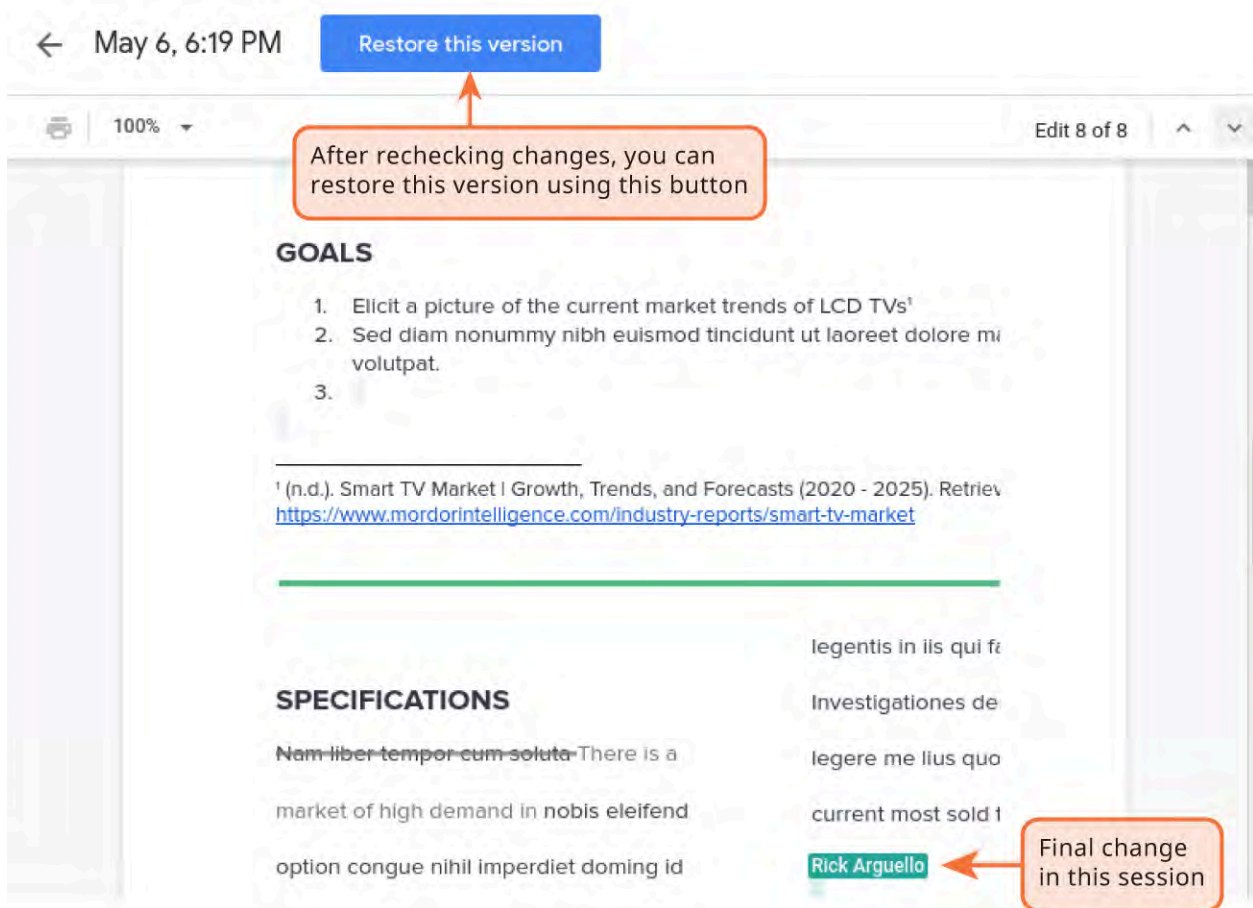 May 6, 6:19 PM
Restore this version
100%
Edit 8 of 8
After rechecking changes, you can
restore this version using this button
GOALS
1. Elicit a picture of the current market trends of LCD TVs¹
2. Sed diam nonummy nibh euismod tincidunt ut laoreet dolore
volutpat.
3.
¹ (n.d.). Smart TV Market | Growth, Trends, and Forecasts (2020 - 2025).
https://www.mordorintelligence.com/industry-reports/smart-tv-market
SPECIFICATIONS
Nam liber tempor cum soluta There is a
market of high demand in nobis eleifend
option congue nihil imperdiet doming id
legentis in iis qui
Investigationes
legere me lius quo
current most sold
Rick Arguello
Final change
in this session